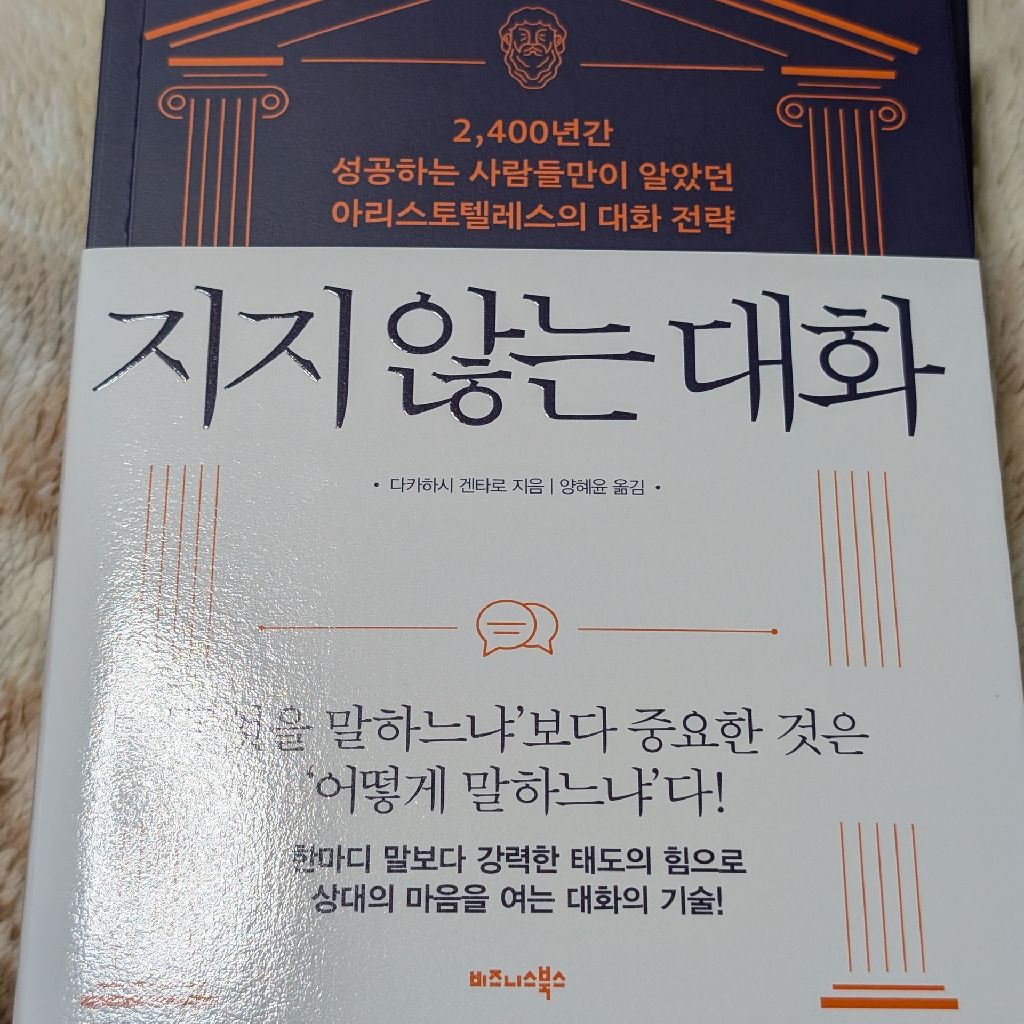 2,400년간
성공하는 사람들만이 알았던
아리스토텔레스의 대화 전략
지지 않는 대화
• 다카하시 겐타로 지음 | 양혜윤 옮김 •
말하느냐’보다 중요한 것은
‘어떻게 말하느냐’다!
한마디 말보다 강력한 태도의 힘으로
상대의 마음을 여는 대화의 기술!
비즈니스북스